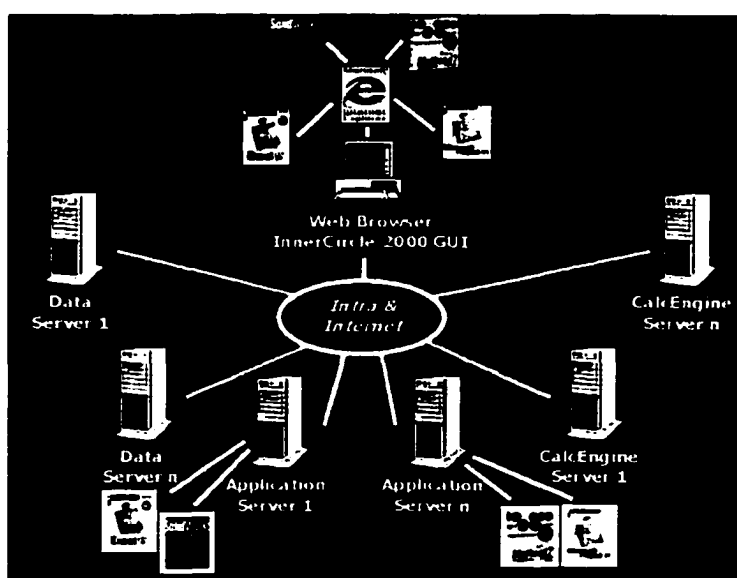 Web Browser
InnerCircle 2000 GUI
Intra &
Internet
Data
Server 1
CalcEngine
Server n
Data
Server n
Application
Server 1
Application
Server n
CalcEngine
Server 1